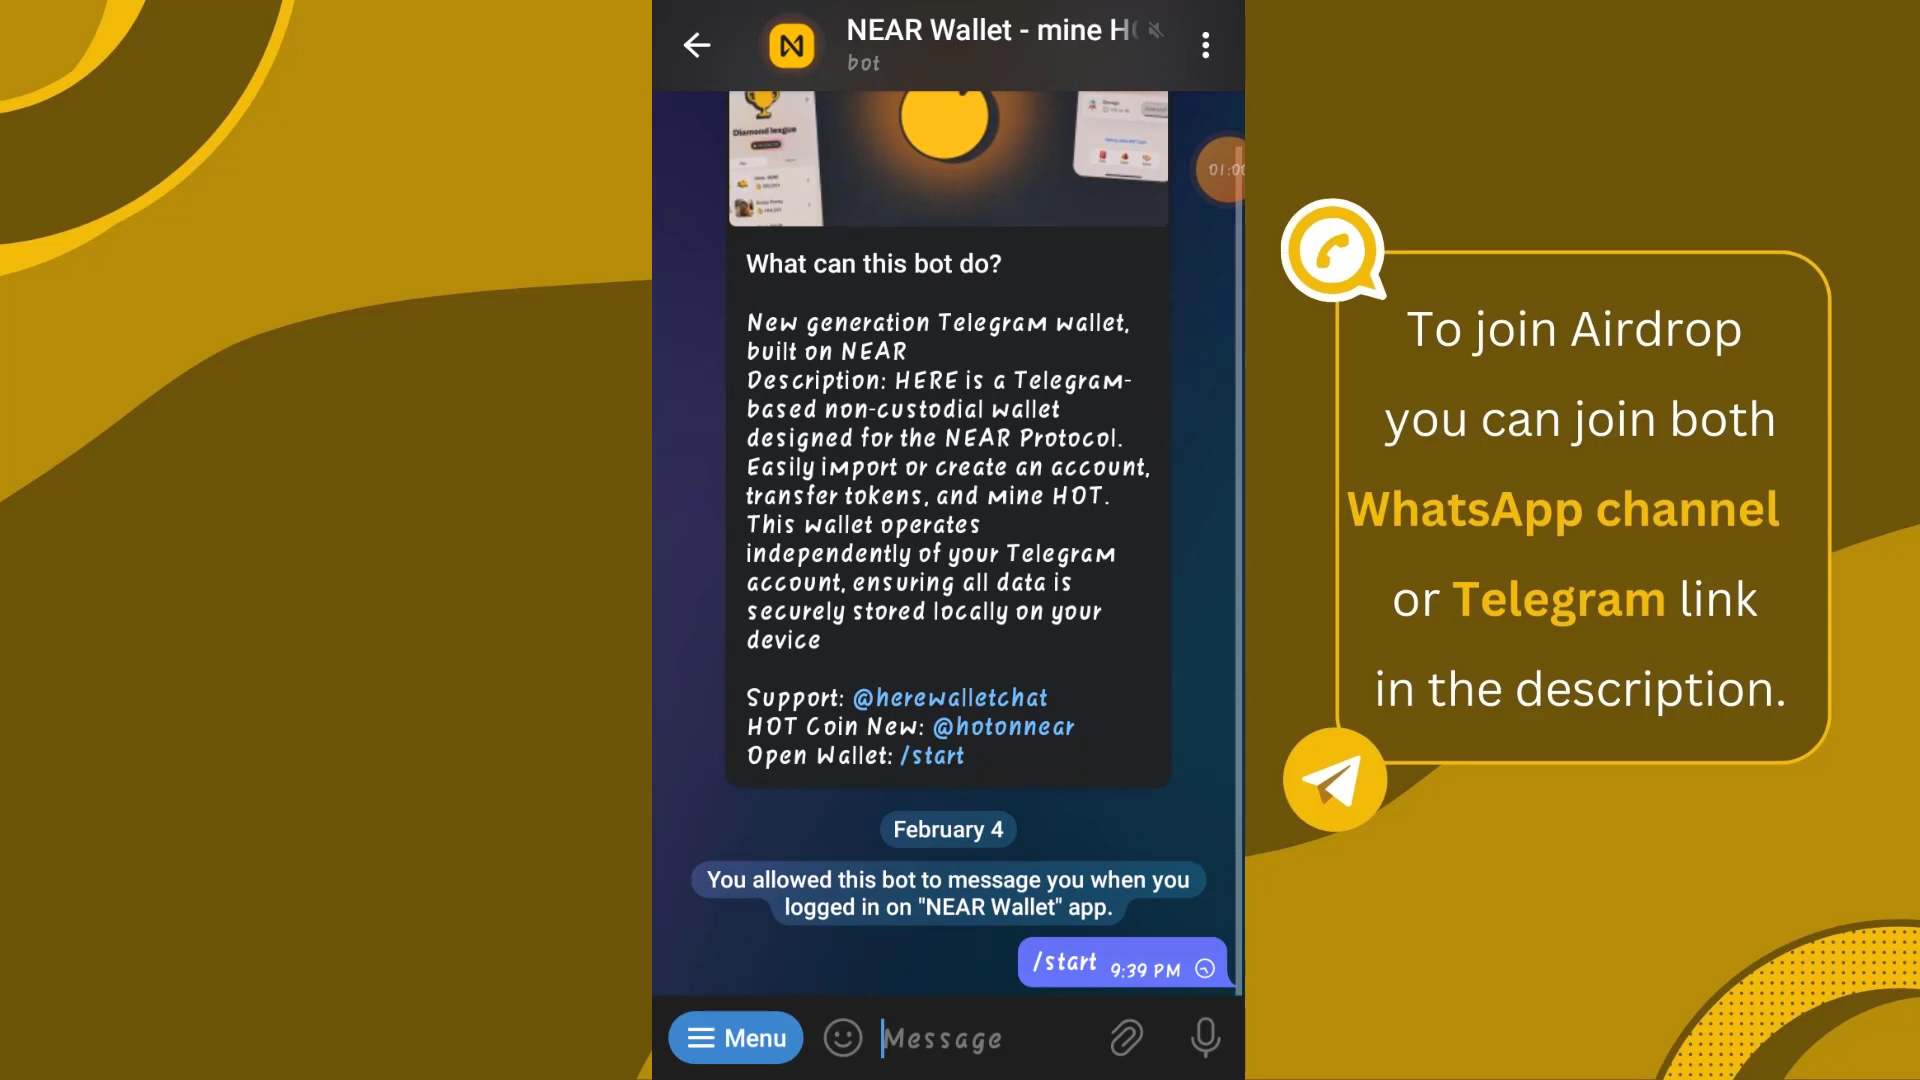 NEAR Wallet - mine H
bot
Diamond league
01:00
What can this bot do?
New generation Telegram wallet,
built on NEAR
Description: HERE is a Telegram-
based non-custodial wallet
designed for the NEAR Protocol.
Easily import or create an account,
transfer tokens, and mine HOT.
This wallet operates
independently of your Telegram
account, ensuring all data is
securely stored locally on your
device
Support: @herewalletchat
HOT Coin New: @hotonnear
Open Wallet: /start
February 4
You allowed this bot to message you when you
logged in on "NEAR Wallet" app.
/start 9:39 PM
Menu
Message
To join Airdrop
you can join both
WhatsApp channel
or Telegram link
in the description.